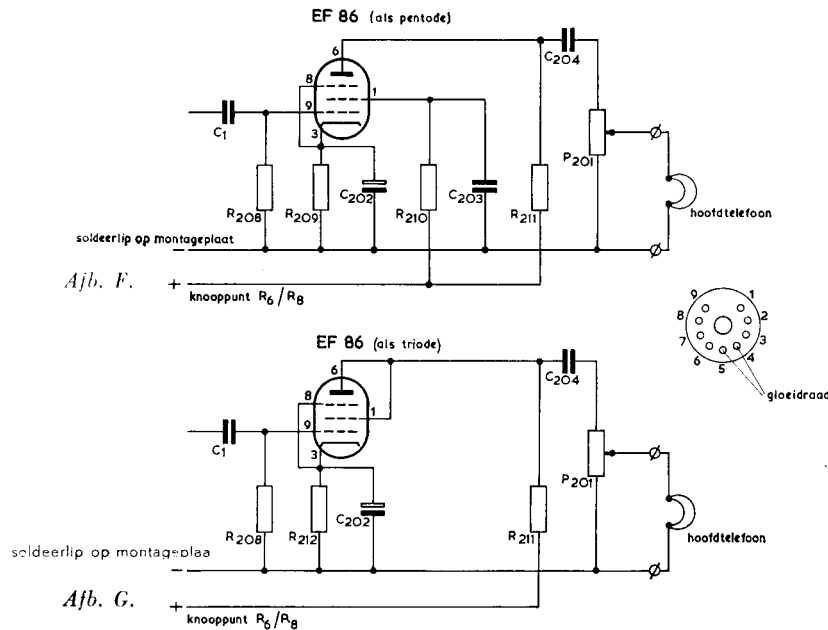 EF 86 (als pentode)
6
8
1
9
3
C1
C204
P201
C202
C203
R208
R209
R210
R211
hoofdtelefoon
soldeerlip op montageplaat
−
Afb. F.
+
knooppunt R6/R8
EF 86 (als triode)
6
8
1
9
3
C1
C204
P201
C202
R208
R212
R211
hoofdtelefoon
soldeerlip op montageplaa
−
Afb. G.
+
knooppunt R6/R8
9
1
8
2
7
3
6
5
4
gloeidraad